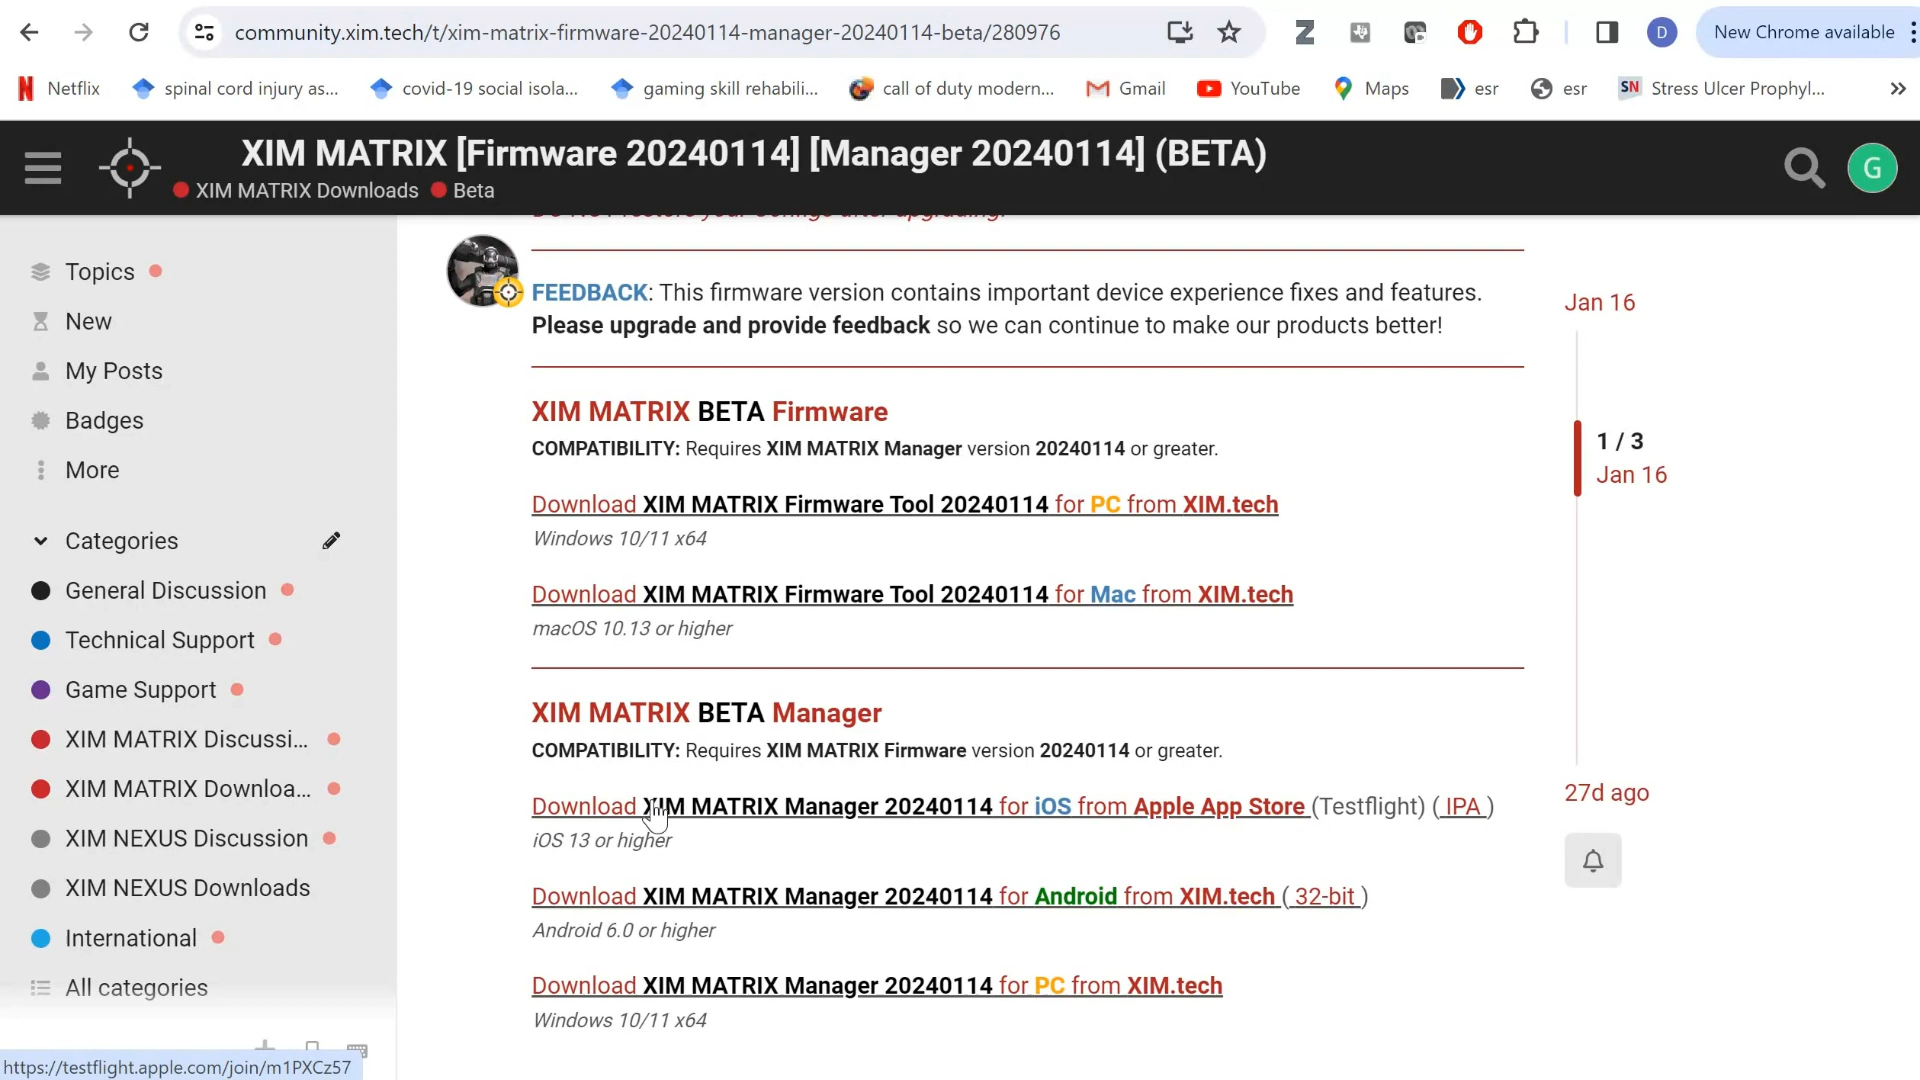 community.xim.tech/t/xim-matrix-firmware-20240114-manager-20240114-beta/280976
D
New Chrome available
Netflix
spinal cord injury as...
covid-19 social isola...
gaming skill rehabili...
call of duty modern...
Gmail
YouTube
Maps
esr
esr
SN
Stress Ulcer Prophyl...
XIM MATRIX [Firmware 20240114] [Manager 20240114] (BETA)
XIM MATRIX Downloads Beta
G
Topics
New
My Posts
Badges
More
Categories
General Discussion
Technical Support
Game Support
XIM MATRIX Discussi...
XIM MATRIX Downloa...
XIM NEXUS Discussion
XIM NEXUS Downloads
International
All categories
https://testflight.apple.com/join/m1PXCz57
DO NOT restore your Configs after upgrading.
FEEDBACK: This firmware version contains important device experience fixes and features.
Please upgrade and provide feedback so we can continue to make our products better!
XIM MATRIX BETA Firmware
COMPATIBILITY: Requires XIM MATRIX Manager version 20240114 or greater.
Download XIM MATRIX Firmware Tool 20240114 for PC from XIM.tech
Windows 10/11 x64
Download XIM MATRIX Firmware Tool 20240114 for Mac from XIM.tech
macOS 10.13 or higher
XIM MATRIX BETA Manager
COMPATIBILITY: Requires XIM MATRIX Firmware version 20240114 or greater.
Download XIM MATRIX Manager 20240114 for iOS from Apple App Store (Testflight) ( IPA )
iOS 13 or higher
Download XIM MATRIX Manager 20240114 for Android from XIM.tech ( 32-bit )
Android 6.0 or higher
Download XIM MATRIX Manager 20240114 for PC from XIM.tech
Windows 10/11 x64
Jan 16
1 / 3
Jan 16
27d ago